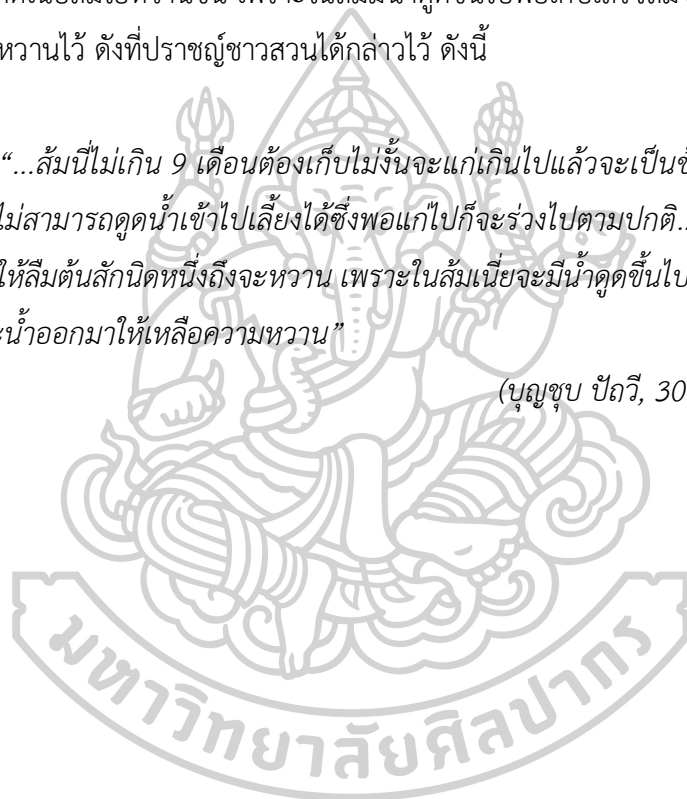 หวานไว้ ดังที่ปราชญ์ชาวสวนได้กล่าวไว้ ดังนี้
“...ส้มนี่ไม่เกิน 9 เดือนต้องเก็บไม่งั้นจะแก่เกินไปแล้วจะเป็น
ไม่สามารถดูดน้ำเข้าไปเลี้ยงได้ซึ่งพอแก่ไปก็จะร่วงไปตามปกติ..
ให้ลืมต้นสักนิดหนึ่งถึงจะหวาน เพราะในส้มเนี่ยจะมีน้ำดูดขึ้นไป
น้ำออกมาให้เหลือความหวาน”
(บุญชุบ ปัถวี, 30
มหาวิทยาลัยศิลปากร